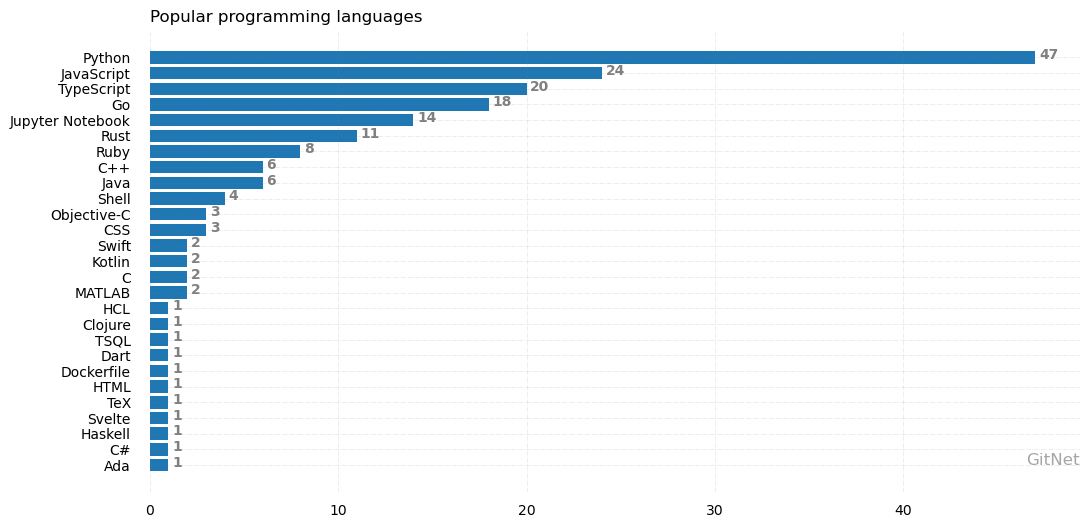 Popular programming languages
Python 47
JavaScript 24
TypeScript 20
Go 18
Jupyter Notebook 14
Rust 11
Ruby 8
C++ 6
Java 6
Shell 4
Objective-C 3
CSS 3
Swift 2
Kotlin 2
C 2
MATLAB 2
HCL 1
Clojure 1
TSQL 1
Dart 1
Dockerfile 1
HTML 1
TeX 1
Svelte 1
Haskell 1
C# 1
Ada 1
GitNet
0 10 20 30 40